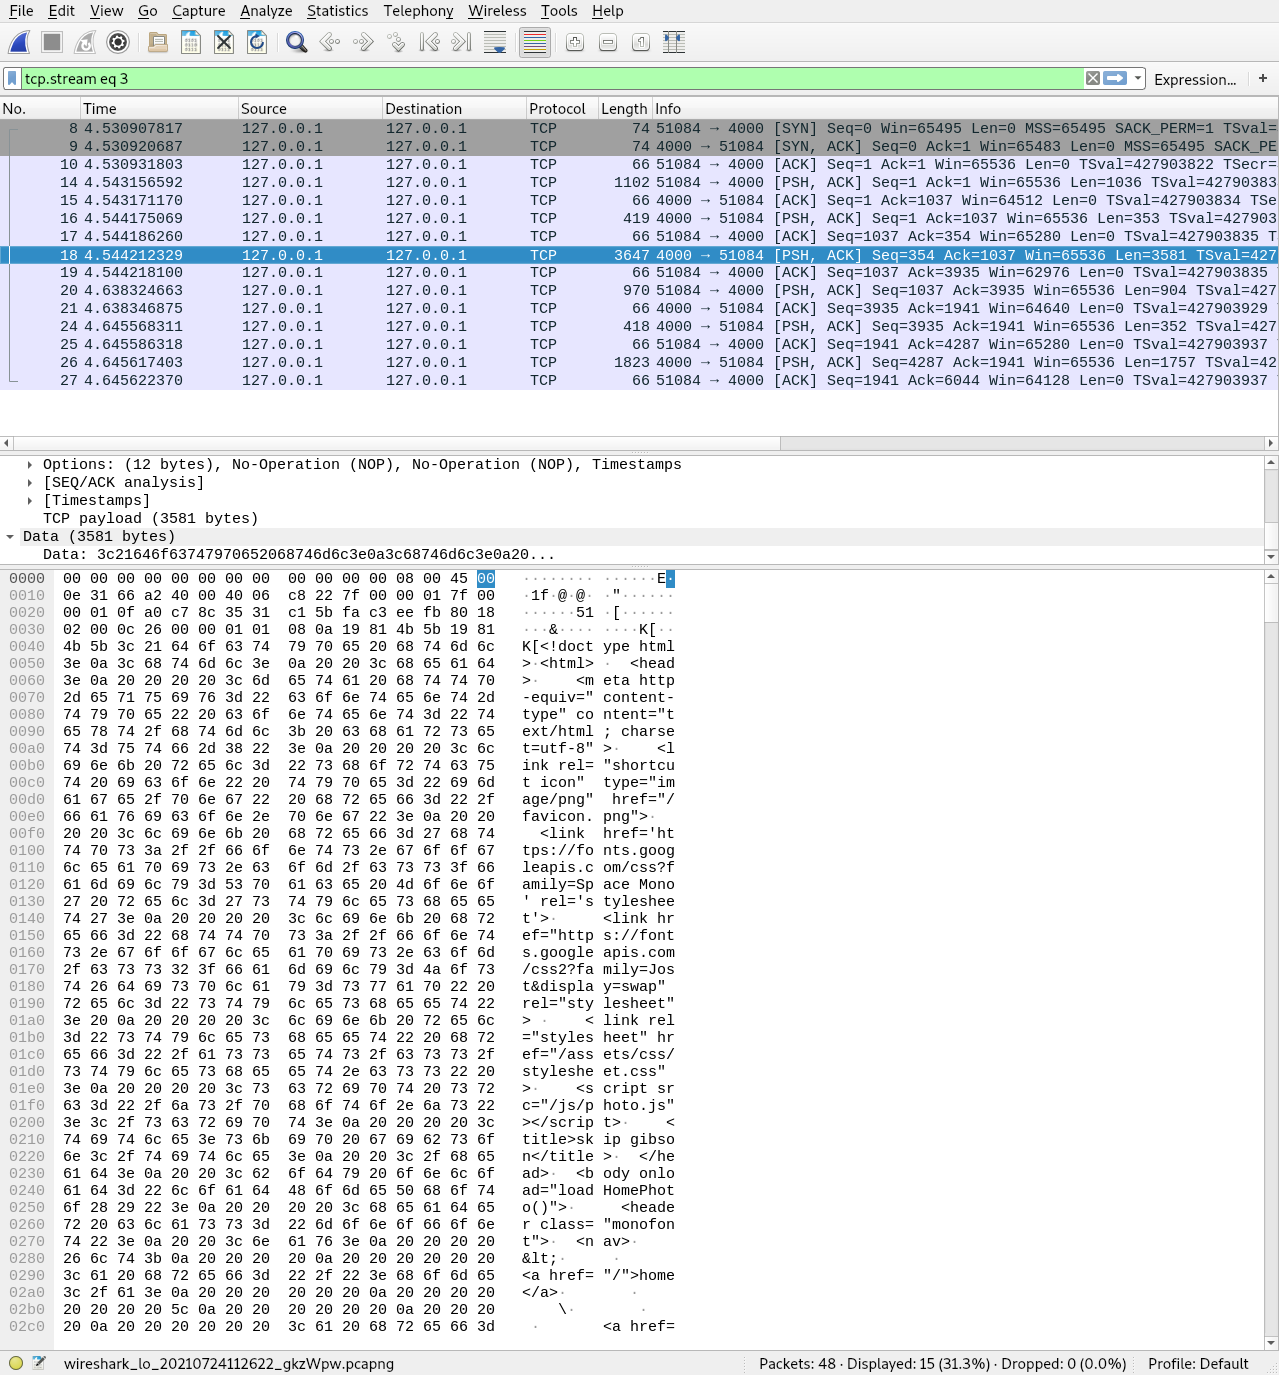 File Edit View Go Capture Analyze Statistics Telephony Wireless Tools Help
tcp.stream eq 3 Expression... +
No. Time Source Destination Protocol Length Info
8 4.530907817 127.0.0.1 127.0.0.1 TCP 74 51084 → 4000 [SYN] Seq=0 Win=65495 Len=0 MSS=65495 SACK_PERM=1 TSval=
9 4.530920687 127.0.0.1 127.0.0.1 TCP 74 4000 → 51084 [SYN, ACK] Seq=0 Ack=1 Win=65483 Len=0 MSS=65495 SACK_PE
10 4.530931803 127.0.0.1 127.0.0.1 TCP 66 51084 → 4000 [ACK] Seq=1 Ack=1 Win=65536 Len=0 TSval=427903822 TSecr=
14 4.543156592 127.0.0.1 127.0.0.1 TCP 1102 51084 → 4000 [PSH, ACK] Seq=1 Ack=1 Win=65536 Len=1036 TSval=42790383
15 4.543171170 127.0.0.1 127.0.0.1 TCP 66 4000 → 51084 [ACK] Seq=1 Ack=1037 Win=64512 Len=0 TSval=427903834 TSe
16 4.544175069 127.0.0.1 127.0.0.1 TCP 419 4000 → 51084 [PSH, ACK] Seq=1 Ack=1037 Win=65536 Len=353 TSval=427903
17 4.544186260 127.0.0.1 127.0.0.1 TCP 66 51084 → 4000 [ACK] Seq=1037 Ack=354 Win=65280 Len=0 TSval=427903835 T
18 4.544212329 127.0.0.1 127.0.0.1 TCP 3647 4000 → 51084 [PSH, ACK] Seq=354 Ack=1037 Win=65536 Len=3581 TSval=427
19 4.544218100 127.0.0.1 127.0.0.1 TCP 66 51084 → 4000 [ACK] Seq=1037 Ack=3935 Win=62976 Len=0 TSval=427903835
20 4.638324663 127.0.0.1 127.0.0.1 TCP 970 51084 → 4000 [PSH, ACK] Seq=1037 Ack=3935 Win=65536 Len=904 TSval=427
21 4.638346875 127.0.0.1 127.0.0.1 TCP 66 4000 → 51084 [ACK] Seq=3935 Ack=1941 Win=64640 Len=0 TSval=427903929
24 4.645568311 127.0.0.1 127.0.0.1 TCP 418 4000 → 51084 [PSH, ACK] Seq=3935 Ack=1941 Win=65536 Len=352 TSval=427
25 4.645586318 127.0.0.1 127.0.0.1 TCP 66 51084 → 4000 [ACK] Seq=1941 Ack=4287 Win=65280 Len=0 TSval=427903937
26 4.645617403 127.0.0.1 127.0.0.1 TCP 1823 4000 → 51084 [PSH, ACK] Seq=4287 Ack=1941 Win=65536 Len=1757 TSval=42
27 4.645622370 127.0.0.1 127.0.0.1 TCP 66 51084 → 4000 [ACK] Seq=1941 Ack=6044 Win=64128 Len=0 TSval=427903937
Options: (12 bytes), No-Operation (NOP), No-Operation (NOP), Timestamps
[SEQ/ACK analysis]
[Timestamps]
TCP payload (3581 bytes)
Data (3581 bytes)
Data: 3c21646f63747970652068746d6c3e0a3c68746d6c3e0a20...
0000 00 00 00 00 00 00 00 00 00 00 00 00 08 00 45 00 ········ ······E·
0010 0e 31 66 a2 40 00 40 06 c8 22 7f 00 00 01 7f 00 ·1f·@·@· ·"······
0020 00 01 0f a0 c7 8c 35 31 c1 5b fa c3 ee fb 80 18 ······51 ·[······
0030 02 00 0c 26 00 00 01 01 08 0a 19 81 4b 5b 19 81 ···&···· ····K[··
0040 4b 5b 3c 21 64 6f 63 74 79 70 65 20 68 74 6d 6c K[<!doct ype html
0050 3e 0a 3c 68 74 6d 6c 3e 0a 20 20 3c 68 65 61 64 >·<html> ·  <head
0060 3e 0a 20 20 20 20 3c 6d 65 74 61 20 68 74 74 70 >·    <m eta http
0070 2d 65 71 75 69 76 3d 22 63 6f 6e 74 65 6e 74 2d -equiv=" content-
0080 74 79 70 65 22 20 63 6f 6e 74 65 6e 74 3d 22 74 type" co ntent="t
0090 65 78 74 2f 68 74 6d 6c 3b 20 63 68 61 72 73 65 ext/html ; charse
00a0 74 3d 75 74 66 2d 38 22 3e 0a 20 20 20 20 3c 6c t=utf-8" >·    <l
00b0 69 6e 6b 20 72 65 6c 3d 22 73 68 6f 72 74 63 75 ink rel= "shortcu
00c0 74 20 69 63 6f 6e 22 20 74 79 70 65 3d 22 69 6d t icon"  type="im
00d0 61 67 65 2f 70 6e 67 22 20 68 72 65 66 3d 22 2f age/png"  href="/
00e0 66 61 76 69 63 6f 6e 2e 70 6e 67 22 3e 0a 20 20 favicon. png">·
00f0 20 20 3c 6c 69 6e 6b 20 68 72 65 66 3d 27 68 74   <link  href='ht
0100 74 70 73 3a 2f 2f 66 6f 6e 74 73 2e 67 6f 6f 67 tps://fo nts.goog
0110 6c 65 61 70 69 73 2e 63 6f 6d 2f 63 73 73 3f 66 leapis.c om/css?f
0120 61 6d 69 6c 79 3d 53 70 61 63 65 20 4d 6f 6e 6f amily=Sp ace Mono
0130 27 20 72 65 6c 3d 27 73 74 79 6c 65 73 68 65 65 ' rel='s tyleshee
0140 74 27 3e 0a 20 20 20 20 3c 6c 69 6e 6b 20 68 72 t'>·     <link hr
0150 65 66 3d 22 68 74 74 70 73 3a 2f 2f 66 6f 6e 74 ef="http s://font
0160 73 2e 67 6f 6f 67 6c 65 61 70 69 73 2e 63 6f 6d s.google apis.com
0170 2f 63 73 73 32 3f 66 61 6d 69 6c 79 3d 4a 6f 73 /css2?fa mily=Jos
0180 74 26 64 69 73 70 6c 61 79 3d 73 77 61 70 22 20 t&displa y=swap"
0190 72 65 6c 3d 22 73 74 79 6c 65 73 68 65 65 74 22 rel="sty lesheet"
01a0 3e 20 0a 20 20 20 20 3c 6c 69 6e 6b 20 72 65 6c > ·    < link rel
01b0 3d 22 73 74 79 6c 65 73 68 65 65 74 22 20 68 72 ="styles heet" hr
01c0 65 66 3d 22 2f 61 73 73 65 74 73 2f 63 73 73 2f ef="/ass ets/css/
01d0 73 74 79 6c 65 73 68 65 65 74 2e 63 73 73 22 20 styleshe et.css"
01e0 3e 0a 20 20 20 20 3c 73 63 72 69 70 74 20 73 72 >·    <s cript sr
01f0 63 3d 22 2f 6a 73 2f 70 68 6f 74 6f 2e 6a 73 22 c="/js/p hoto.js"
0200 3e 3c 2f 73 63 72 69 70 74 3e 0a 20 20 20 20 3c ></scrip t>·    <
0210 74 69 74 6c 65 3e 73 6b 69 70 20 67 69 62 73 6f title>sk ip gibso
0220 6e 3c 2f 74 69 74 6c 65 3e 0a 20 20 3c 2f 68 65 n</title >·  </he
0230 61 64 3e 0a 20 20 3c 62 6f 64 79 20 6f 6e 6c 6f ad>·  <b ody onlo
0240 61 64 3d 22 6c 6f 61 64 48 6f 6d 65 50 68 6f 74 ad="load HomePhot
0250 6f 28 29 22 3e 0a 20 20 20 20 3c 68 65 61 64 65 o()">·     <heade
0260 72 20 63 6c 61 73 73 3d 22 6d 6f 6e 6f 66 6f 6e r class= "monofon
0270 74 22 3e 0a 20 20 3c 6e 61 76 3e 0a 20 20 20 20 t">·  <n av>·
0280 26 6c 74 3b 0a 20 20 20 20 0a 20 20 20 20 20 20 &lt;·     ·
0290 3c 61 20 68 72 65 66 3d 22 2f 22 3e 68 6f 6d 65 <a href= "/">home
02a0 3c 2f 61 3e 0a 20 20 20 20 20 20 0a 20 20 20 20 </a>·       ·
02b0 20 20 20 20 5c 0a 20 20 20 20 20 20 0a 20 20 20     \·       ·
02c0 20 0a 20 20 20 20 20 20 3c 61 20 68 72 65 66 3d  ·       <a href=
wireshark_lo_20210724112622_gkzWpw.pcapng Packets: 48 · Displayed: 15 (31.3%) · Dropped: 0 (0.0%) Profile: Default